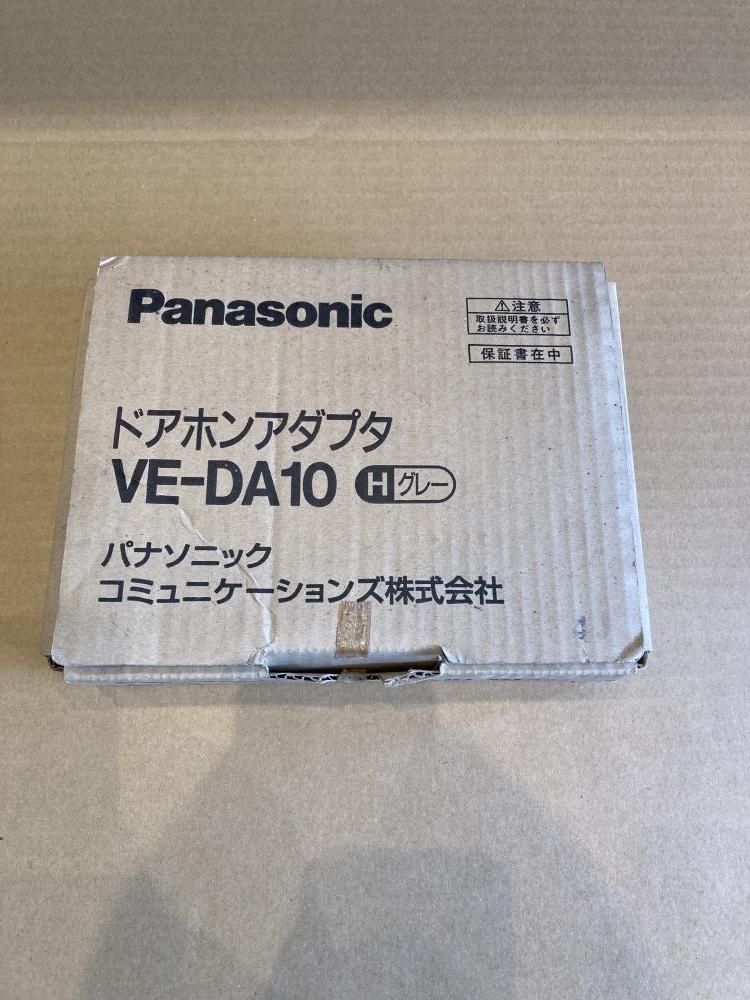 Panasonic
⚠注意
取扱説明書を必ず
お読みください
保証書在中
ドアホンアダプタ
VE-DA10 H グレー
パナソニック
コミュニケーションズ株式会社